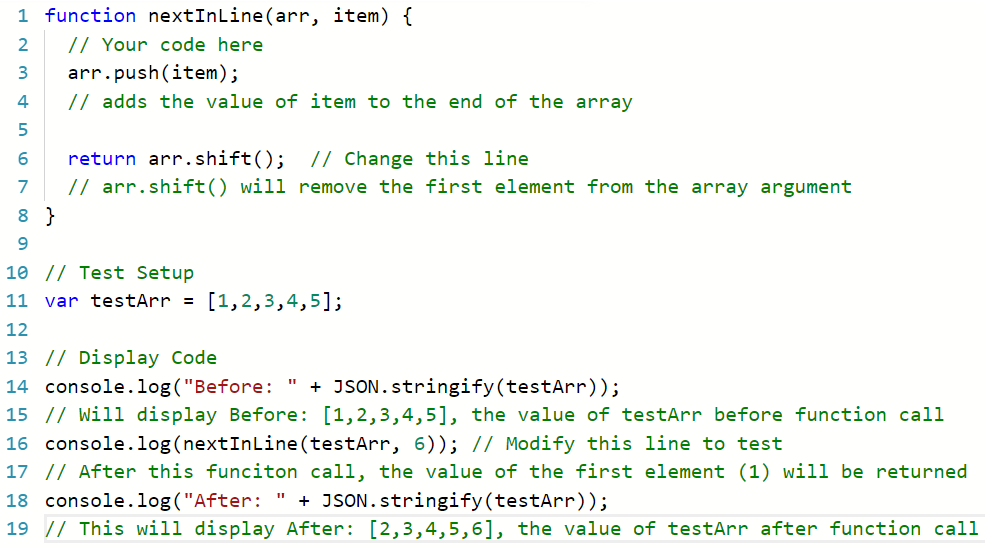 1 function nextInLine(arr, item) {
2   // Your code here
3   arr.push(item);
4   // adds the value of item to the end of the array
5
6   return arr.shift();  // Change this line
7   // arr.shift() will remove the first element from the array argument
8 }
9
10 // Test Setup
11 var testArr = [1,2,3,4,5];
12
13 // Display Code
14 console.log("Before: " + JSON.stringify(testArr));
15 // Will display Before: [1,2,3,4,5], the value of testArr before function call
16 console.log(nextInLine(testArr, 6)); // Modify this line to test
17 // After this funciton call, the value of the first element (1) will be returned
18 console.log("After: " + JSON.stringify(testArr));
19 // This will display After: [2,3,4,5,6], the value of testArr after function call